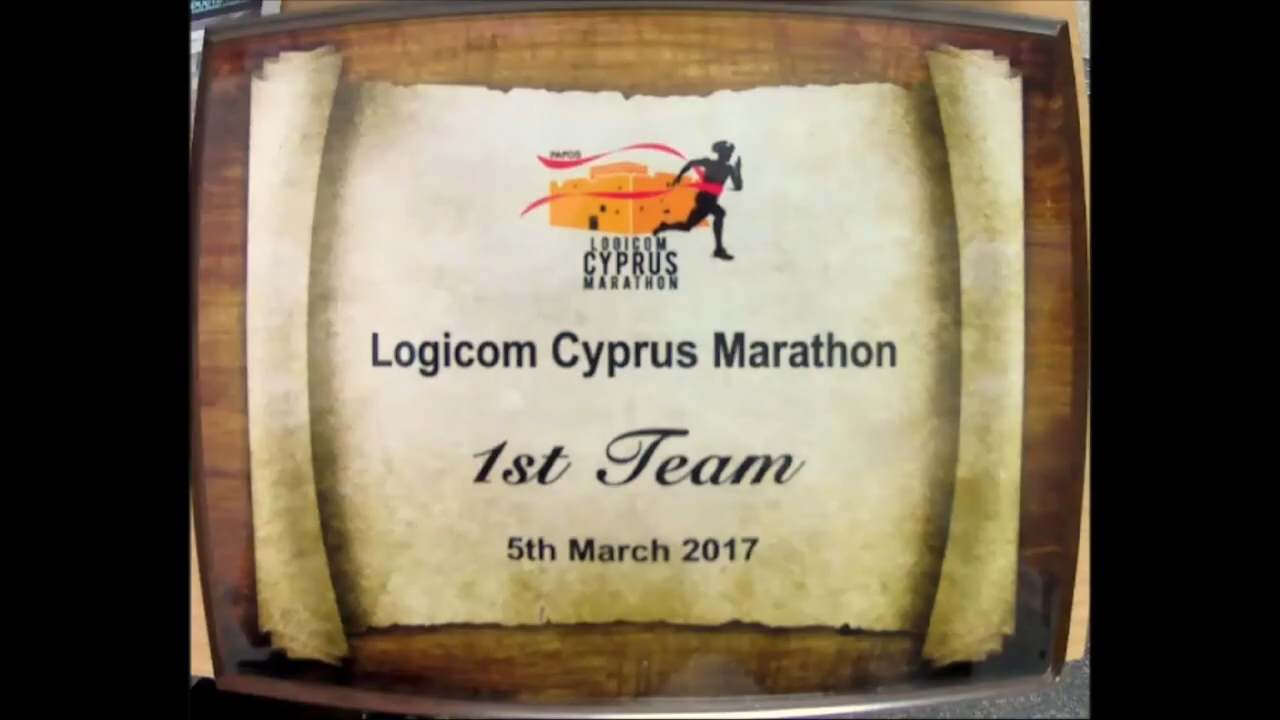 PAFOS
LOGICOM
CYPRUS
MARATHON
Logicom Cyprus Marathon
1st Team
5th March 2017